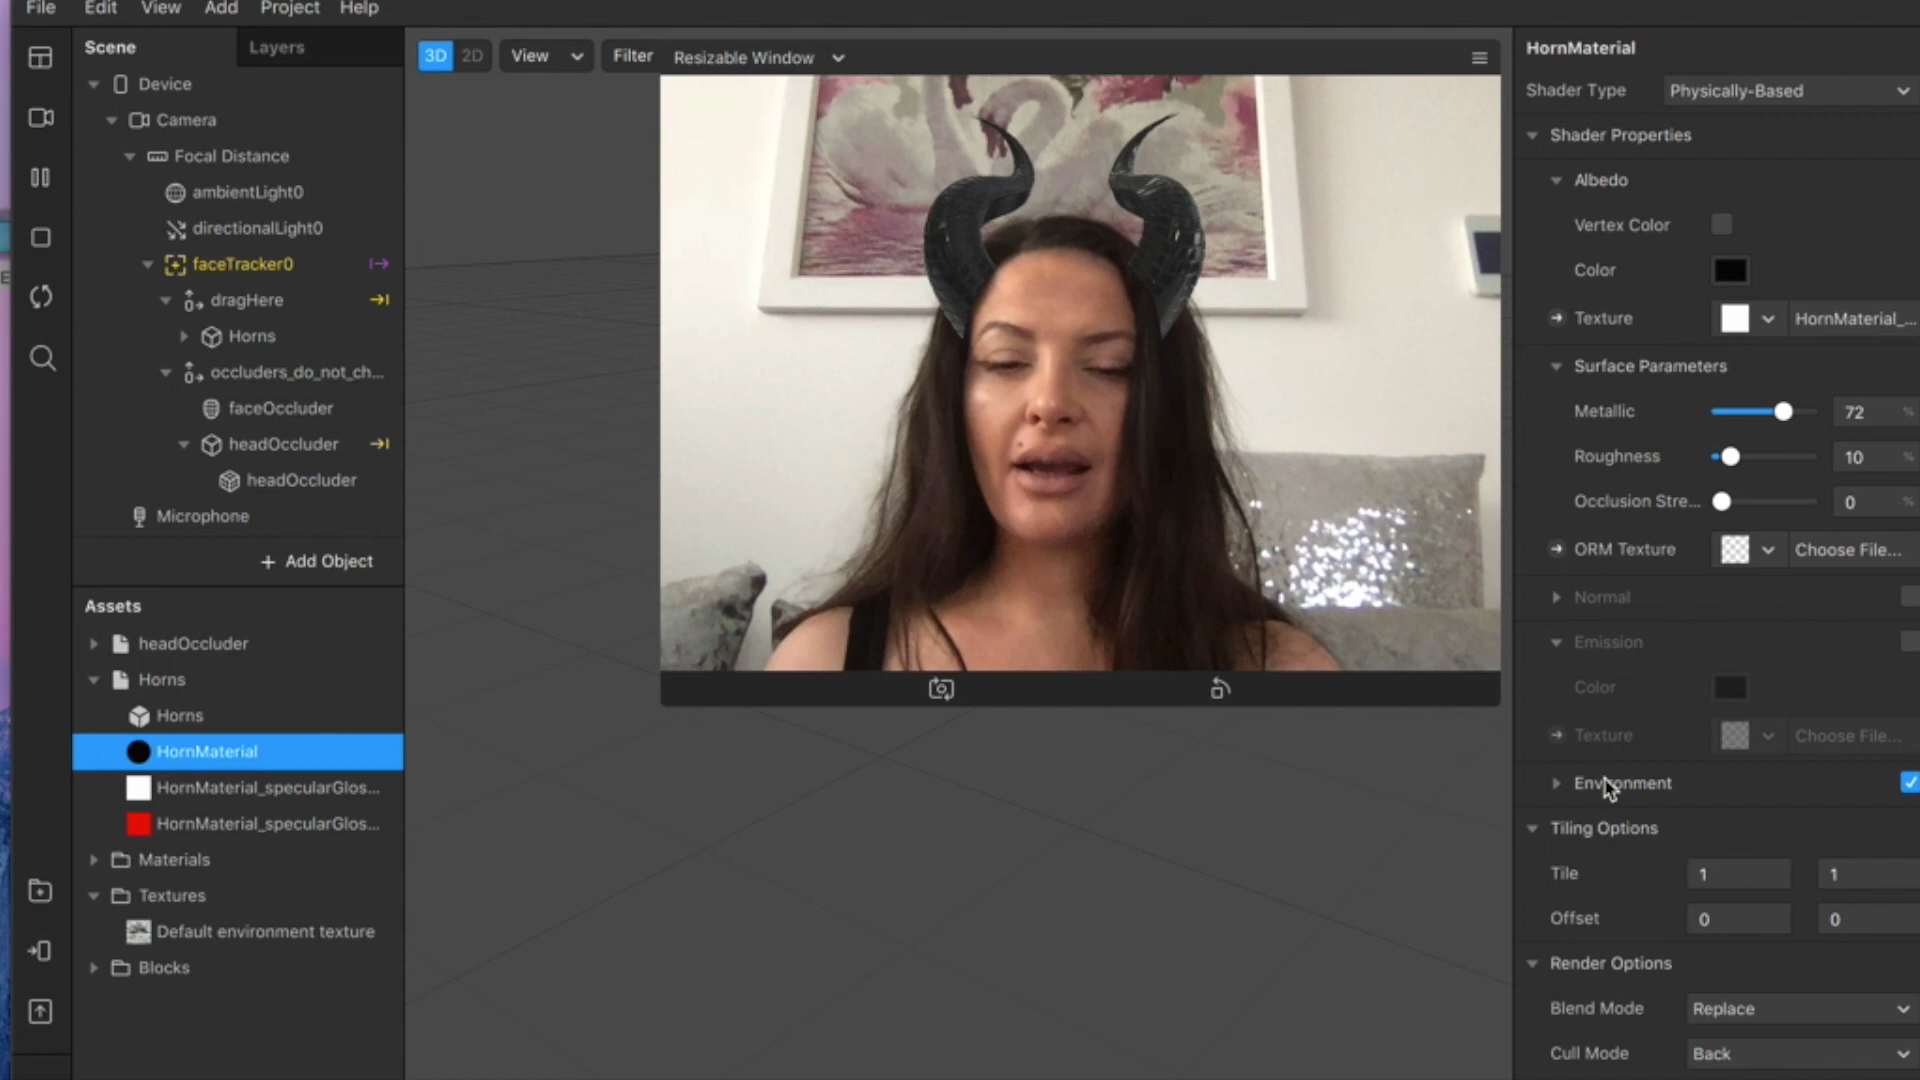 File Edit View Add Project Help
Scene Layers
Device
Camera
Focal Distance
ambientLight0
directionalLight0
faceTracker0
dragHere
Horns
occluders_do_not_ch...
faceOccluder
headOccluder
headOccluder
Microphone
+ Add Object
Assets
headOccluder
Horns
Horns
HornMaterial
HornMaterial_specularGlos...
HornMaterial_specularGlos...
Materials
Textures
Default environment texture
Blocks
3D 2D View Filter Resizable Window
HornMaterial
Shader Type Physically-Based
Shader Properties
Albedo
Vertex Color
Color
Texture HornMaterial_...
Surface Parameters
Metallic 72 %
Roughness 10 %
Occlusion Stre... 0 %
ORM Texture Choose File...
Normal
Emission
Color
Texture Choose File...
Environment
Tiling Options
Tile 1 1
Offset 0 0
Render Options
Blend Mode Replace
Cull Mode Back